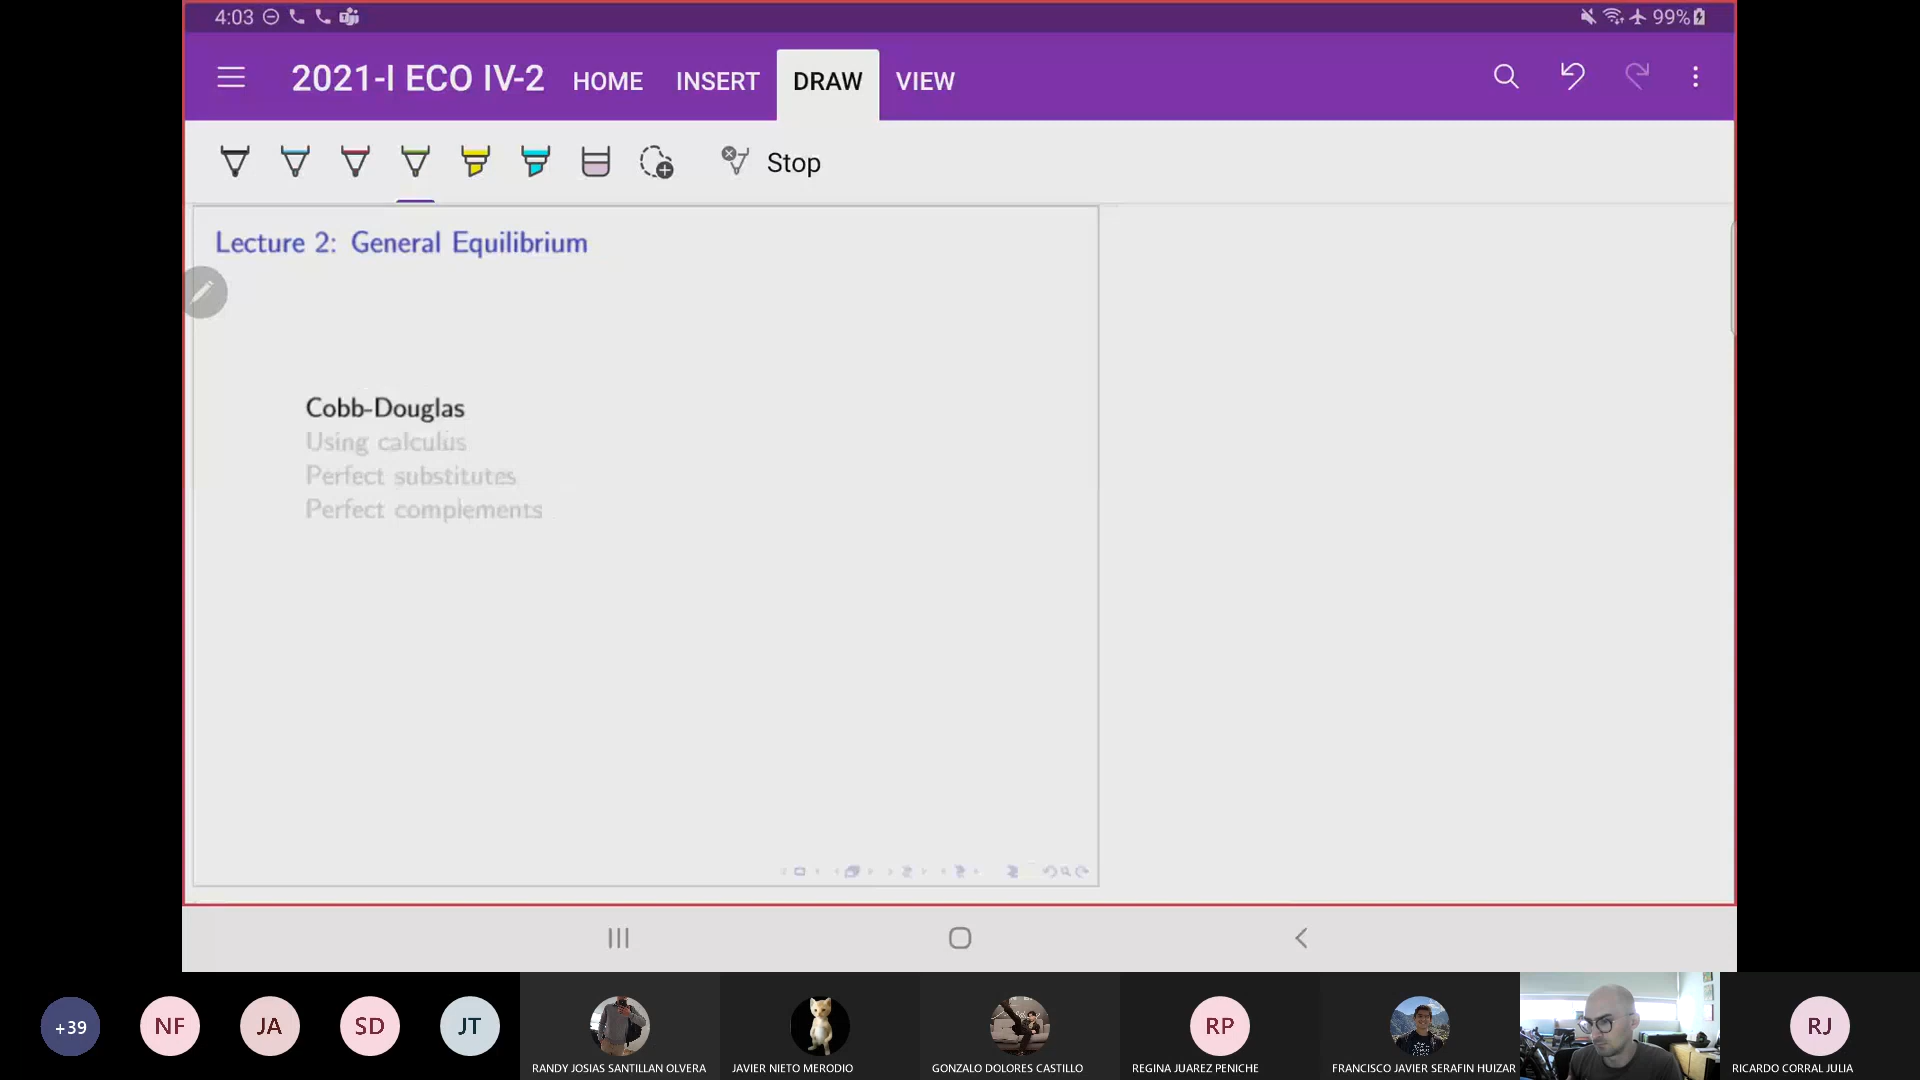 4:03 99%
2021-I ECO IV-2 HOME INSERT DRAW VIEW
Stop
Lecture 2: General Equilibrium
Cobb-Douglas
Using calculus
Perfect substitutes
Perfect complements
+39 NF JA SD JT RP RJ
RANDY JOSIAS SANTILLAN OLVERA JAVIER NIETO MERODIO GONZALO DOLORES CASTILLO REGINA JUAREZ PENICHE FRANCISCO JAVIER SERAFIN HUIZAR RICARDO CORRAL JULIA